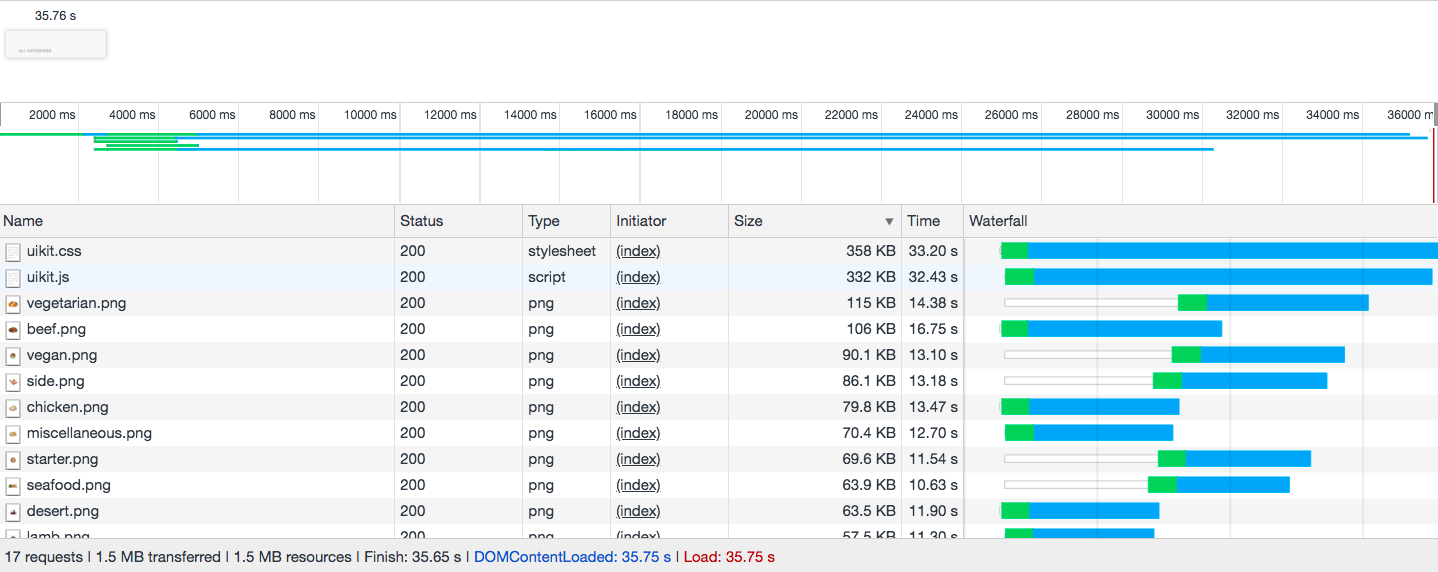 35.76 s
ALL CATEGORIES
2000 ms 4000 ms 6000 ms 8000 ms 10000 ms 12000 ms 14000 ms 16000 ms 18000 ms 20000 ms 22000 ms 24000 ms 26000 ms 28000 ms 30000 ms 32000 ms 34000 ms 36000 m
Name Status Type Initiator Size ▼ Time Waterfall
uikit.css 200 stylesheet (index) 358 KB 33.20 s
uikit.js 200 script (index) 332 KB 32.43 s
vegetarian.png 200 png (index) 115 KB 14.38 s
beef.png 200 png (index) 106 KB 16.75 s
vegan.png 200 png (index) 90.1 KB 13.10 s
side.png 200 png (index) 86.1 KB 13.18 s
chicken.png 200 png (index) 79.8 KB 13.47 s
miscellaneous.png 200 png (index) 70.4 KB 12.70 s
starter.png 200 png (index) 69.6 KB 11.54 s
seafood.png 200 png (index) 63.9 KB 10.63 s
desert.png 200 png (index) 63.5 KB 11.90 s
lamb.png 200 png (index) 57.5 KB 11.30 s
17 requests | 1.5 MB transferred | 1.5 MB resources | Finish: 35.65 s | DOMContentLoaded: 35.75 s | Load: 35.75 s